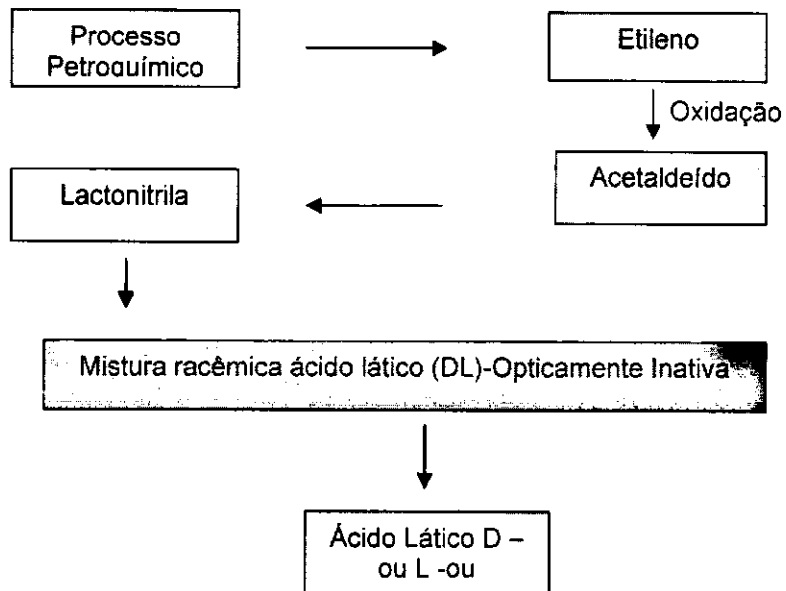 Processo
Petroquímico
Etileno
Oxidação
Acetaldeído
Lactonitrila
Mistura racêmica ácido lático (DL)-Opticamente Inativa
Ácido Lático D –
ou L -ou